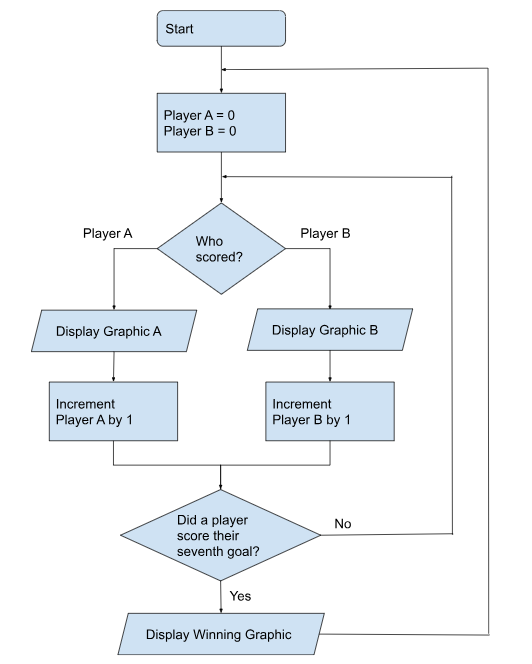 Start
Player A = 0
Player B = 0
Who
scored?
Player A
Player B
Display Graphic A
Display Graphic B
Increment
Player A by 1
Increment
Player B by 1
Did a player
score their
seventh goal?
No
Yes
Display Winning Graphic